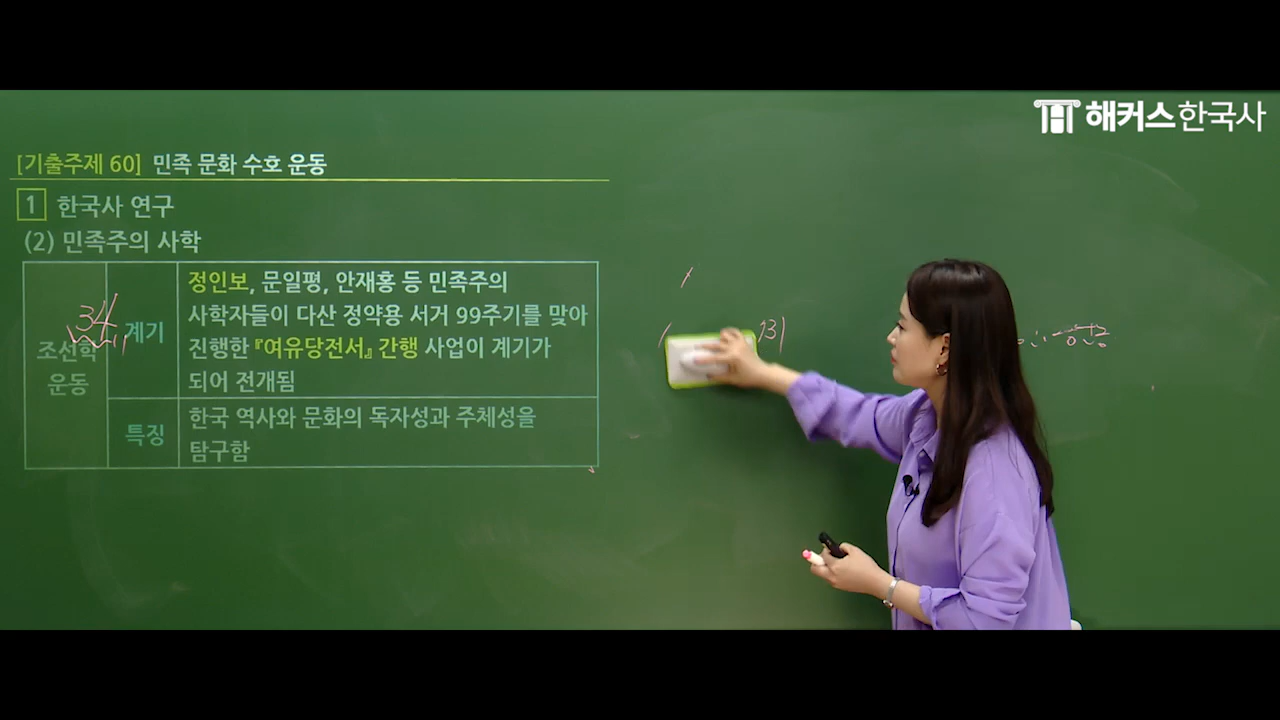 해커스한국사
[기출주제 60] 민족 문화 수호 운동
1 한국사 연구
(2) 민족주의 사학
34
조선학
운동
계기
정인보, 문일평, 안재홍 등 민족주의
사학자들이 다산 정약용 서거 99주기를 맞아
진행한 『여유당전서』 간행 사업이 계기가
되어 전개됨
특징
한국 역사와 문화의 독자성과 주체성을
탐구함